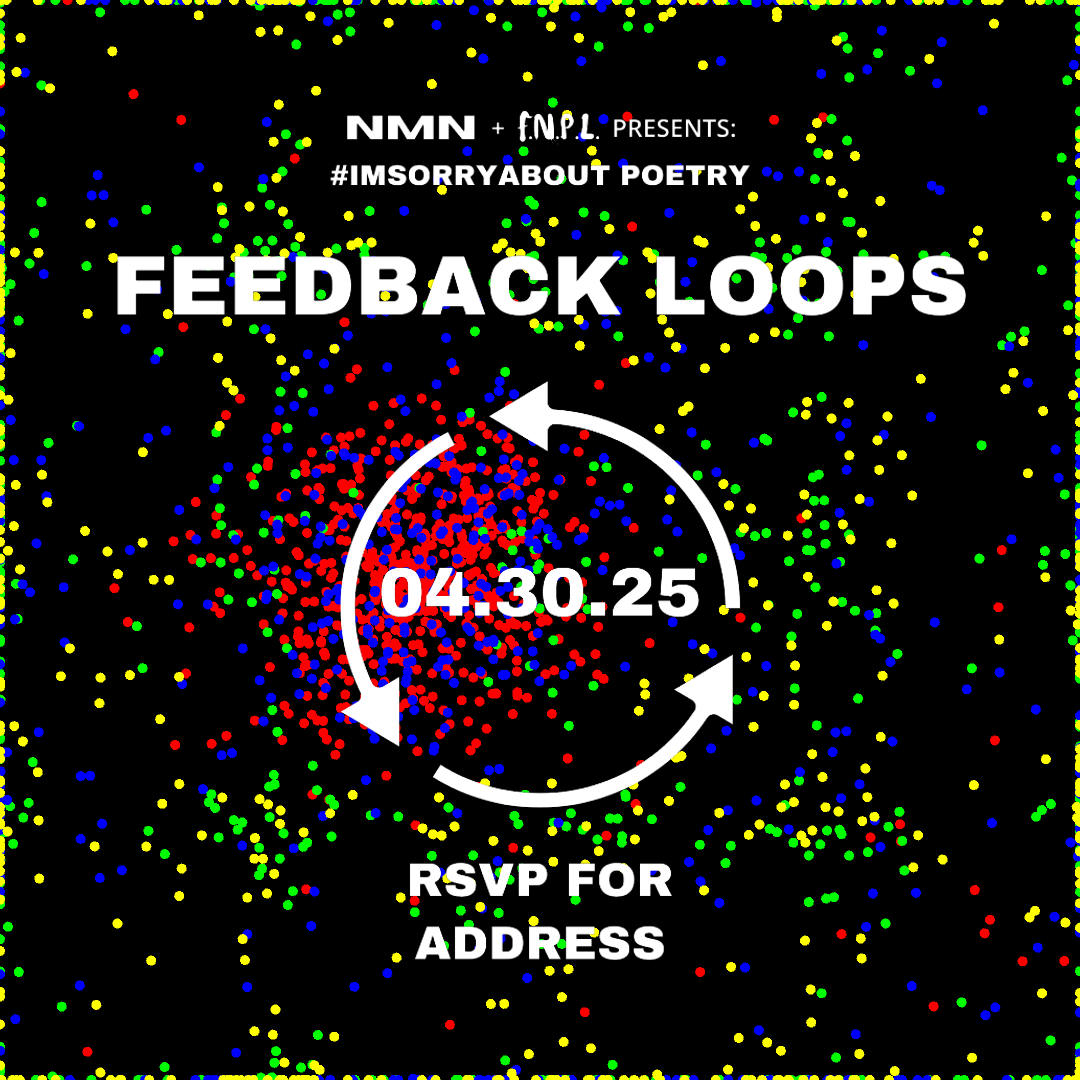 NMN + F.N.P.L. PRESENTS:
#IMSORRYABOUT POETRY
FEEDBACK LOOPS
04.30.25
RSVP FOR
ADDRESS